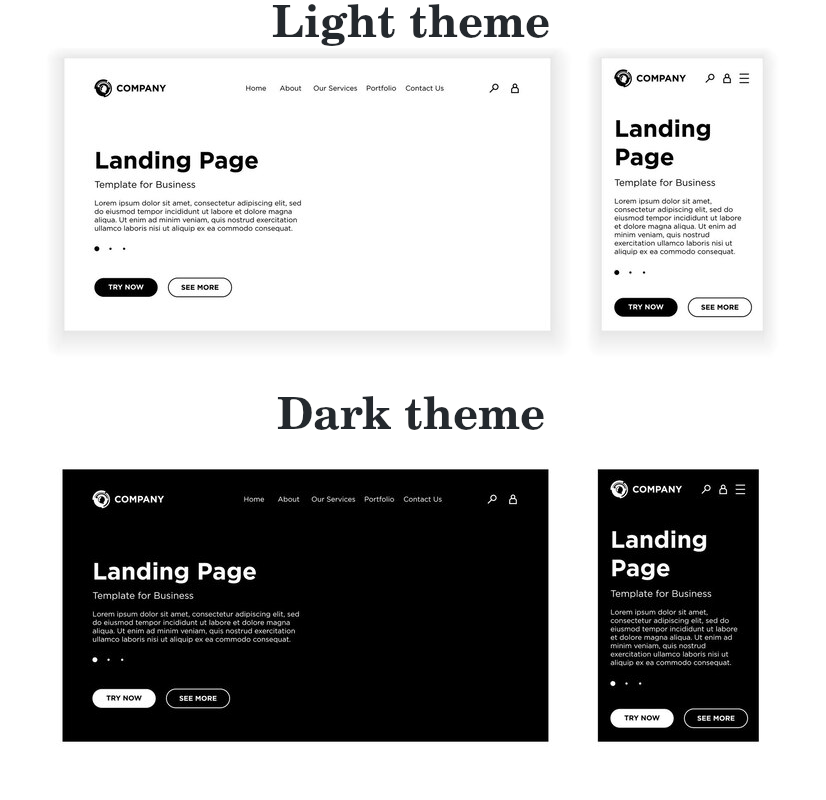 Light theme
COMPANY
Home About Our Services Portfolio Contact Us
Landing Page
Template for Business
Lorem ipsum dolor sit amet, consectetur adipiscing elit, sed
do eiusmod tempor incididunt ut labore et dolore magna
aliqua. Ut enim ad minim veniam, quis nostrud exercitation
ullamco laboris nisi ut aliquip ex ea commodo consequat.
TRY NOW SEE MORE
COMPANY
Landing
Page
Template for Business
Lorem ipsum dolor sit amet,
consectetur adipiscing elit, sed do
eiusmod tempor incididunt ut labore
et dolore magna aliqua. Ut enim ad
minim veniam, quis nostrud
exercitation ullamco laboris nisi ut
aliquip ex ea commodo consequat.
TRY NOW SEE MORE
Dark theme
COMPANY
Home About Our Services Portfolio Contact Us
Landing Page
Template for Business
Lorem ipsum dolor sit amet, consectetur adipiscing elit, sed
do eiusmod tempor incididunt ut labore et dolore magna
aliqua. Ut enim ad minim veniam, quis nostrud exercitation
ullamco laboris nisi ut aliquip ex ea commodo consequat.
TRY NOW SEE MORE
COMPANY
Landing
Page
Template for Business
Lorem ipsum dolor sit amet,
consectetur adipiscing elit, sed do
eiusmod tempor incididunt ut labore
et dolore magna aliqua. Ut enim ad
minim veniam, quis nostrud
exercitation ullamco laboris nisi ut
aliquip ex ea commodo consequat.
TRY NOW SEE MORE